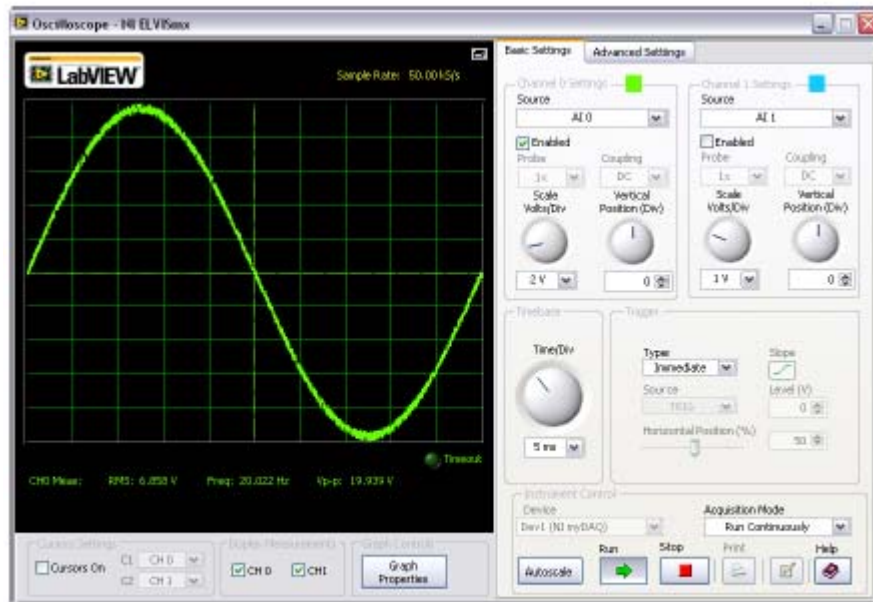 Oscilloscope - NI ELVISmx
LabVIEW
Sample Rate: 50.00 kS/s
CH0 Meas:
RMS: 6.858 V
Freq: 20.022 Hz
Vp-p: 19.939 V
Timeout
Cursors Settings
Cursors On
C1
CH 0
C2
CH 1
Display Measurements
CH 0
CH1
Graph Controls
Graph
Properties
Basic Settings
Advanced Settings
Channel 0 Settings
Source
AI 0
Enabled
Probe
Coupling
1x
DC
Scale
Volts/Div
Vertical
Position (Div)
2 V
0
Channel 1 Settings
Source
AI 1
Enabled
Probe
Coupling
1x
DC
Scale
Volts/Div
Vertical
Position (Div)
1 V
0
Timebase
Time/Div
5 ms
Trigger
Type
Immediate
Slope
Source
Level (V)
0
Horizontal Position (%)
50
Instrument Control
Device
Dev1 (NI myDAQ)
Acquisition Mode
Run Continuously
Autoscale
Run
Stop
Print
Help